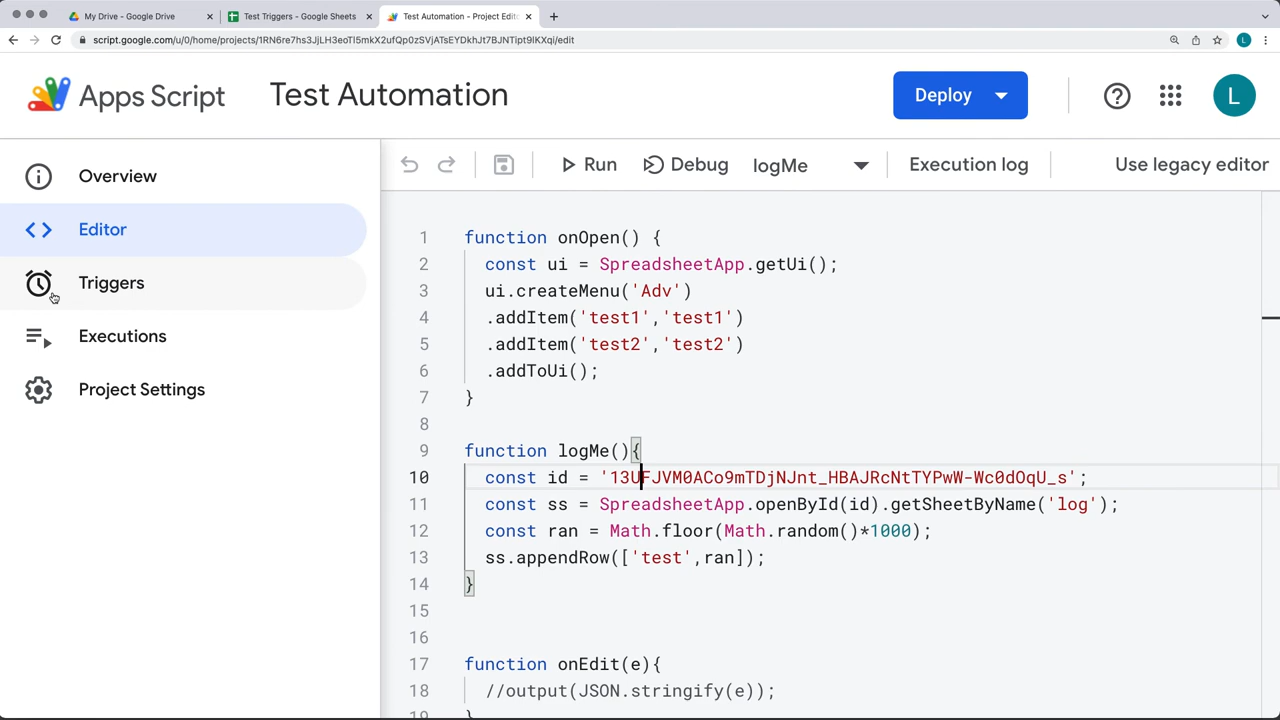 My Drive - Google Drive
Test Triggers - Google Sheets
Test Automation - Project Edito
script.google.com/u/0/home/projects/1RN6re7hs3JjLH3eoTl5mkX2ufQp0zSVjATsEYDkhJt7BJNTipt9lKXqi/edit
L
Apps Script
Test Automation
Deploy
L
Overview
Editor
Triggers
Executions
Project Settings
Run
Debug
logMe
Execution log
Use legacy editor
1 function onOpen() {
2 const ui = SpreadsheetApp.getUi();
3 ui.createMenu('Adv')
4 .addItem('test1','test1')
5 .addItem('test2','test2')
6 .addToUi();
7 }
8
9 function logMe(){
10 const id = '13UFJVM0ACo9mTDjNJnt_HBAJRcNtTYPwW-Wc0dOqU_s';
11 const ss = SpreadsheetApp.openById(id).getSheetByName('log');
12 const ran = Math.floor(Math.random()*1000);
13 ss.appendRow(['test',ran]);
14 }
15
16
17 function onEdit(e){
18 //output(JSON.stringify(e));
19 }